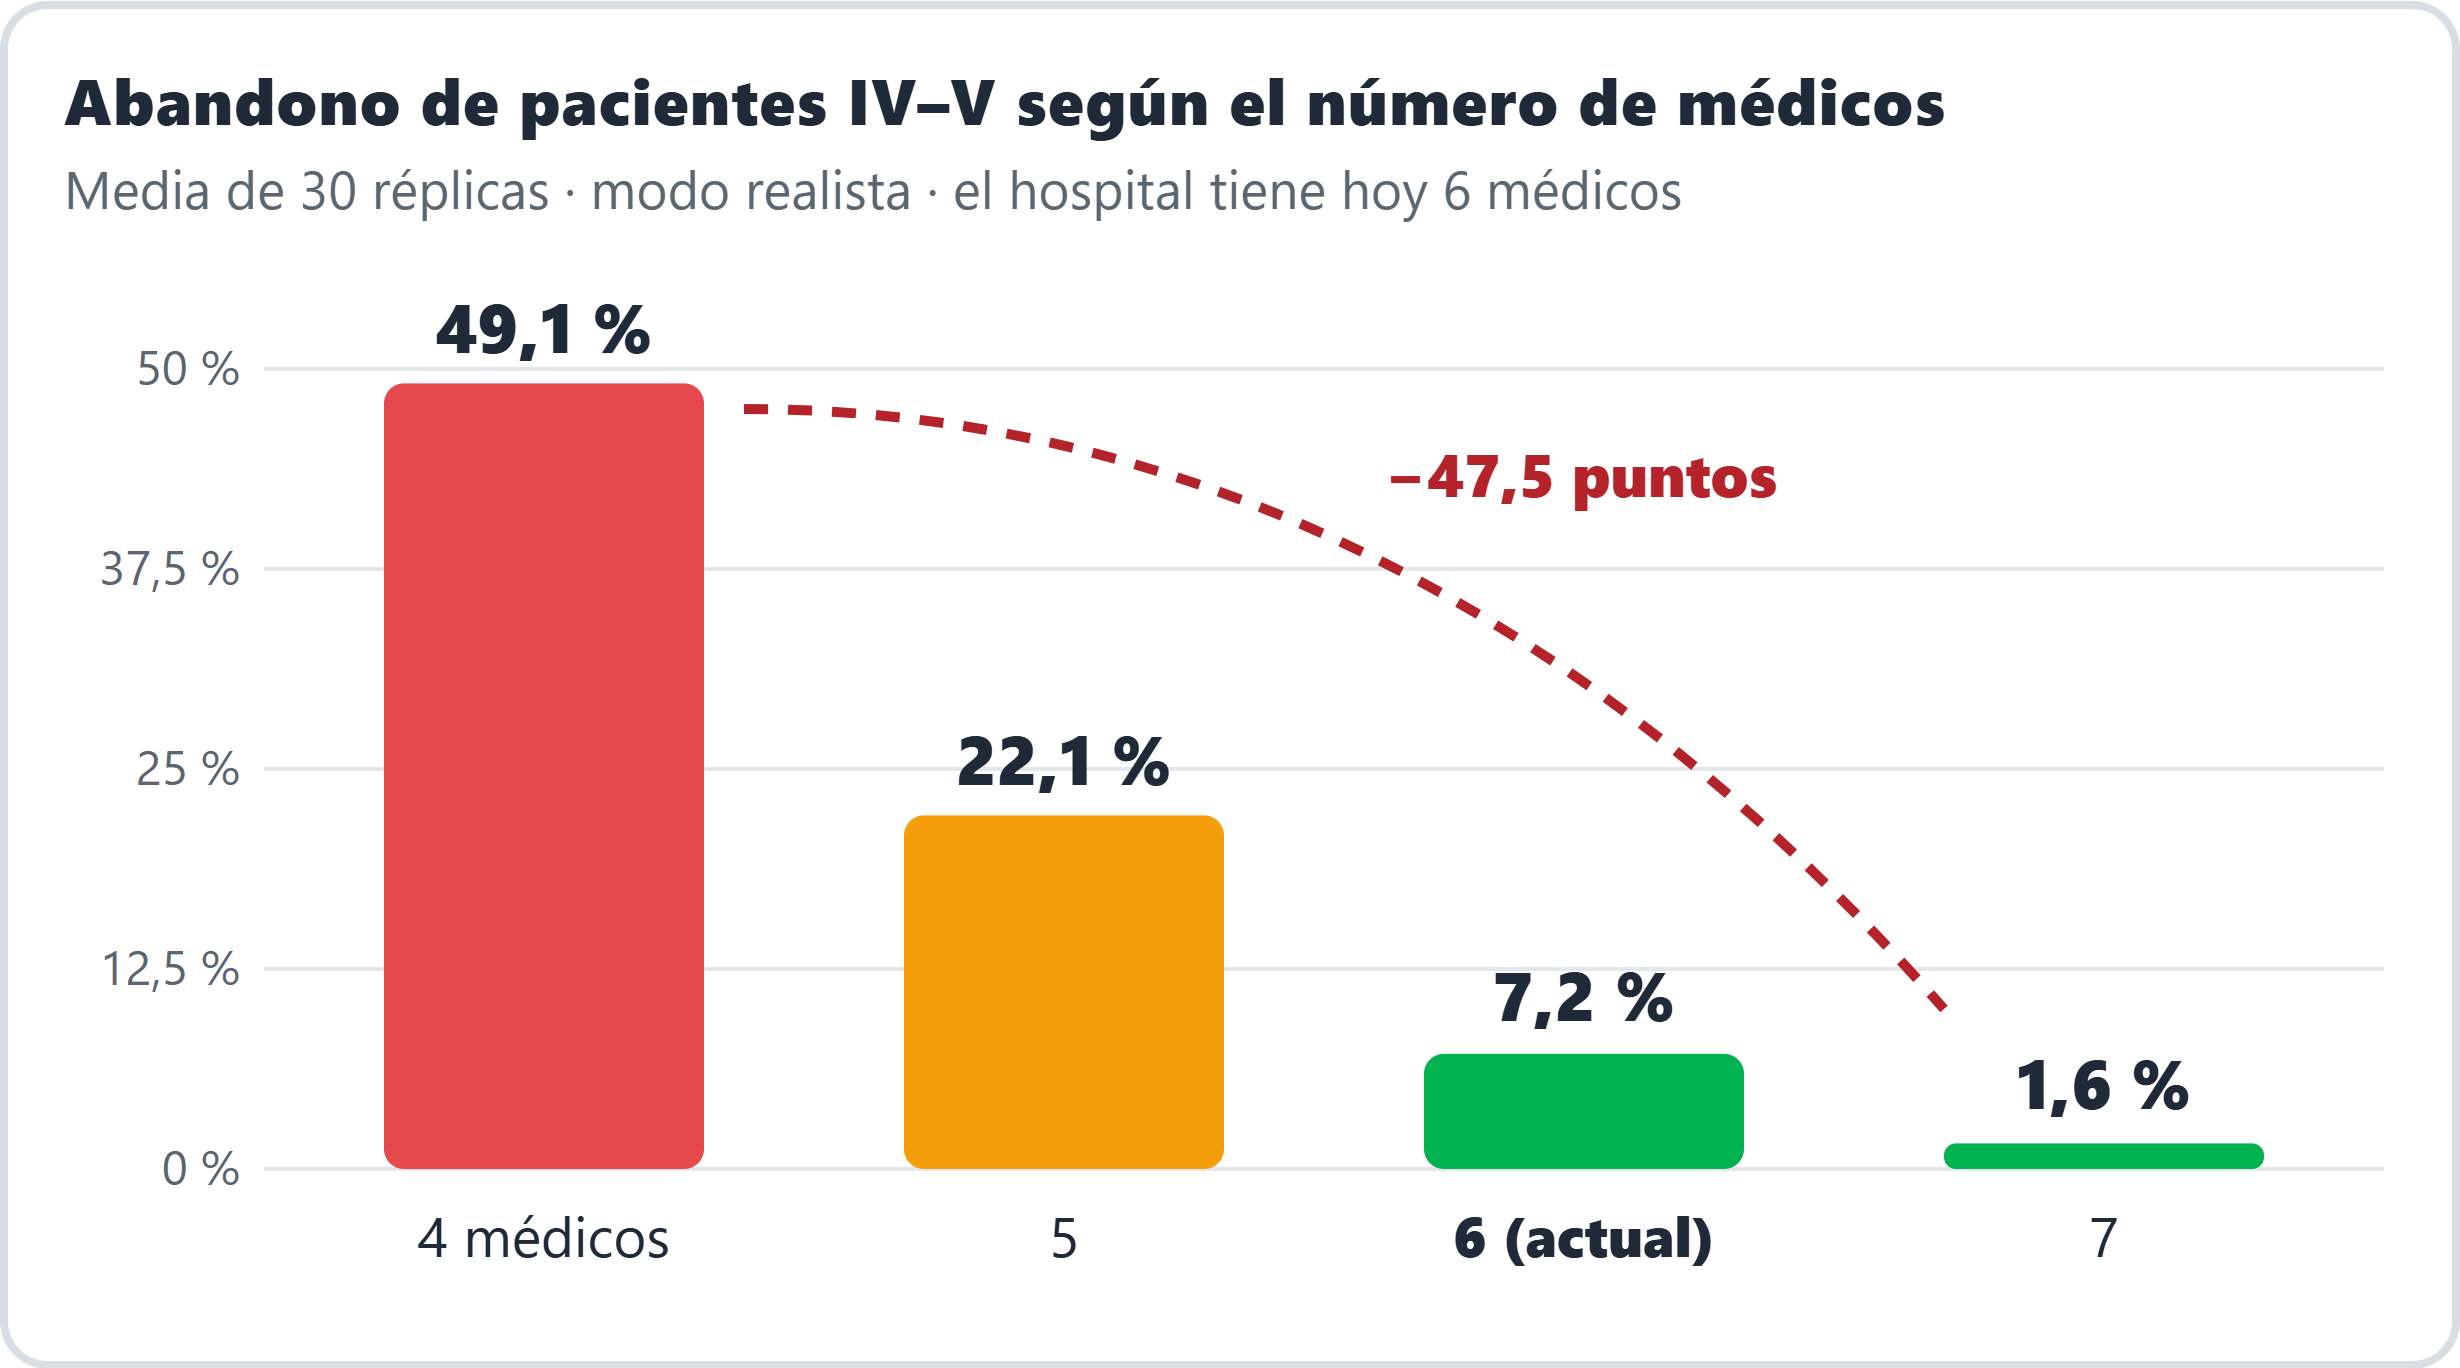 Abandono de pacientes IV–V según el número de médicos
Media de 30 réplicas · modo realista · el hospital tiene hoy 6 médicos
49,1 %
50 %
−47,5 puntos
37,5 %
22,1 %
25 %
12,5 %
7,2 %
1,6 %
0 %
4 médicos
5
6 (actual)
7